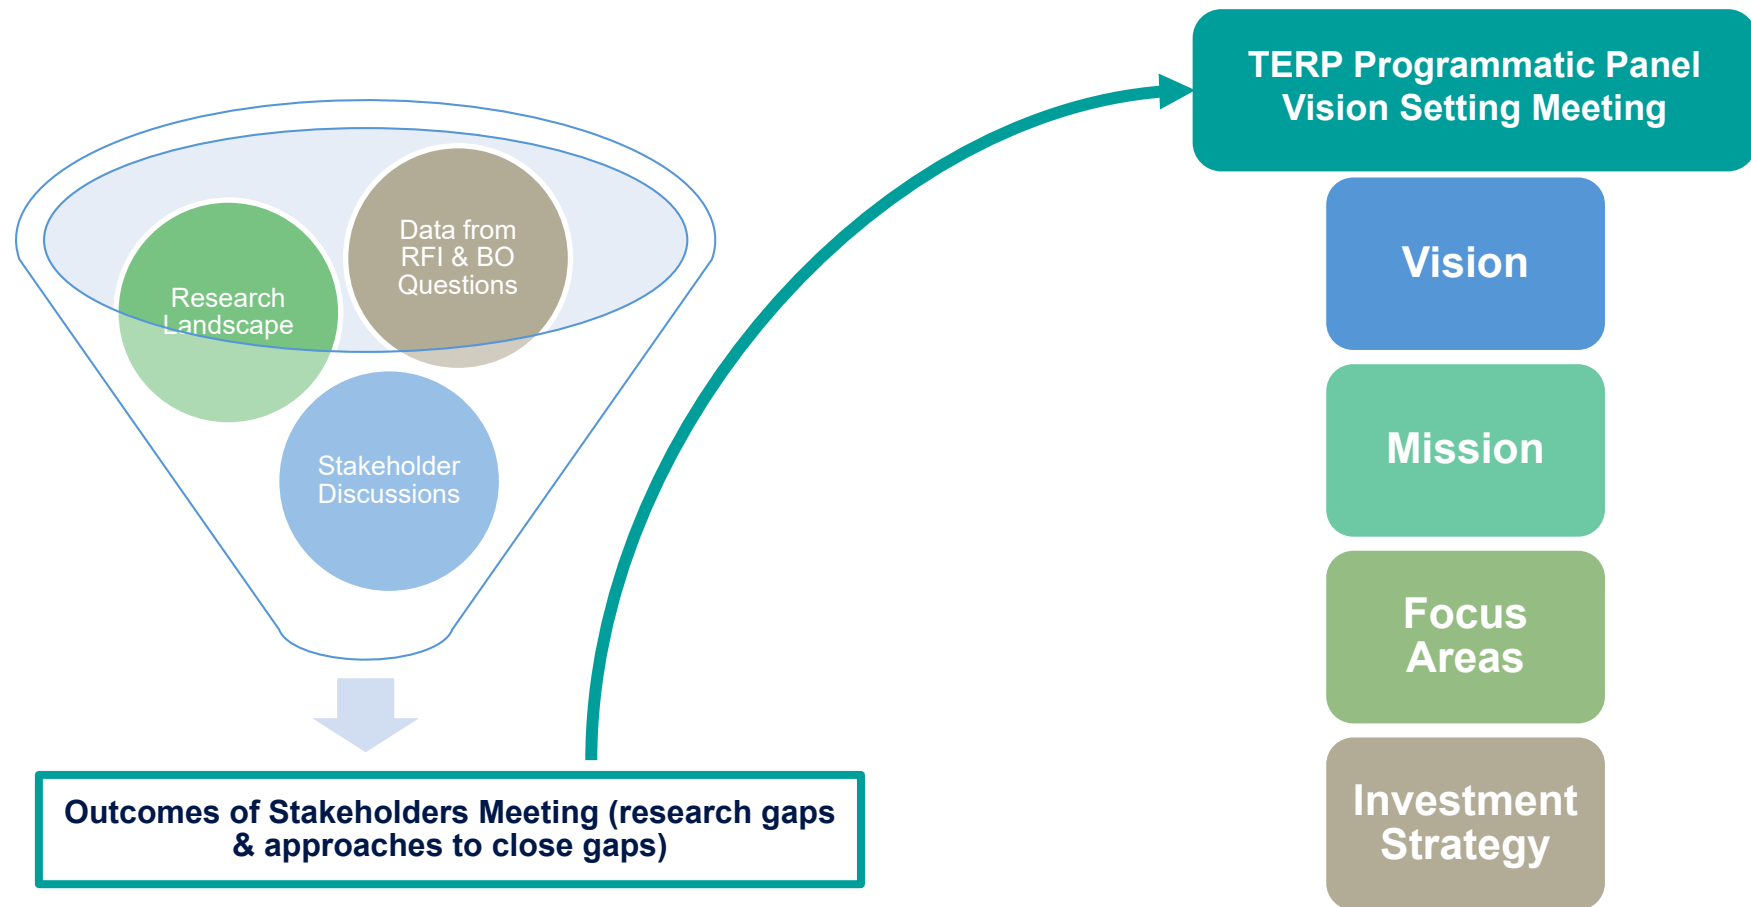 TERP Programmatic Panel
Vision Setting Meeting
Data from
RFI & BO
Questions
Research
Landscape
Stakeholder
Discussions
Outcomes of Stakeholders Meeting (research gaps
& approaches to close gaps)
Vision
Mission
Focus
Areas
Investment
Strategy